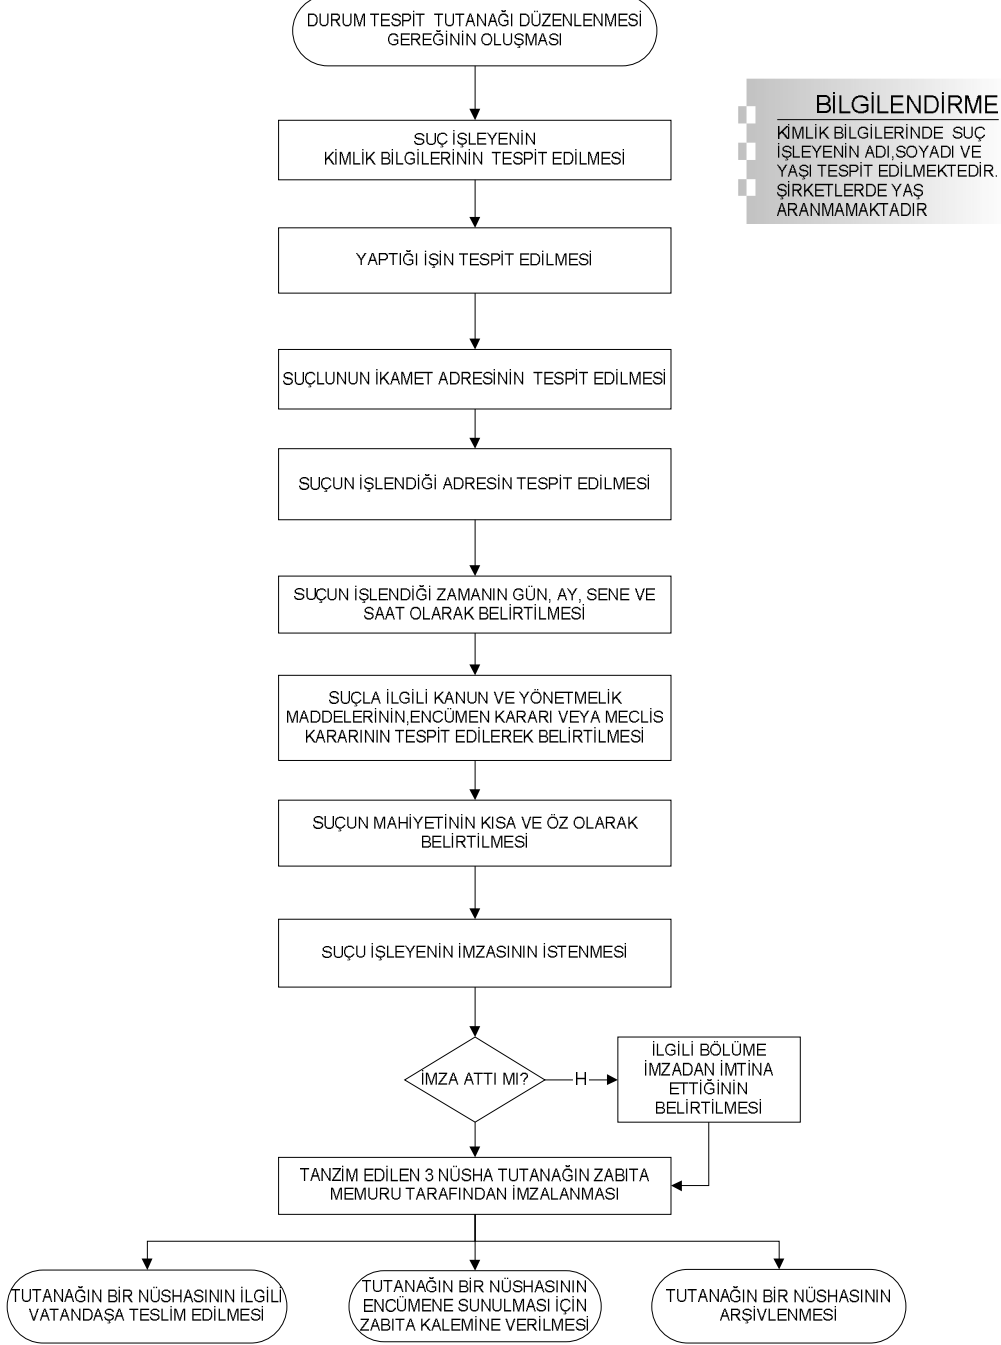 DURUM TESPİT TUTANAĞI DÜZENLENMESİ
GEREĞİNİN OLUŞMASI
BİLGİLENDİRME
KİMLİK BİLGİLERİNDE SUÇ
İŞLEYENİN ADI,SOYADI VE
YAŞI TESPİT EDİLMEKTEDİR.
ŞİRKETLERDE YAŞ
ARANMAMAKTADIR
SUÇ İŞLEYENİN
KİMLİK BİLGİLERİNİN TESPİT EDİLMESİ
YAPTIĞI İŞİN TESPİT EDİLMESİ
SUÇLUNUN İKAMET ADRESİNİN TESPİT EDİLMESİ
SUÇUN İŞLENDİĞİ ADRESİN TESPİT EDİLMESİ
SUÇUN İŞLENDİĞİ ZAMANIN GÜN, AY, SENE VE
SAAT OLARAK BELİRTİLMESİ
SUÇLA İLGİLİ KANUN VE YÖNETMELİK
MADDELERİNİN,ENCÜMEN KARARI VEYA MECLİS
KARARININ TESPİT EDİLEREK BELİRTİLMESİ
SUÇUN MAHİYETİNİN KISA VE ÖZ OLARAK
BELİRTİLMESİ
SUÇU İŞLEYENİN İMZASININ İSTENMESİ
İMZA ATTI MI?
H
İLGİLİ BÖLÜME
İMZADAN İMTİNA
ETTİĞİNİN
BELİRTİLMESİ
TANZİM EDİLEN 3 NÜSHA TUTANAĞIN ZABITA
MEMURU TARAFINDAN İMZALANMASI
TUTANAĞIN BİR NÜSHASININ İLGİLİ
VATANDAŞA TESLİM EDİLMESİ
TUTANAĞIN BİR NÜSHASININ
ENCÜMENE SUNULMASI İÇİN
ZABITA KALEMİNE VERİLMESİ
TUTANAĞIN BİR NÜSHASININ
ARŞİVLENMESİ